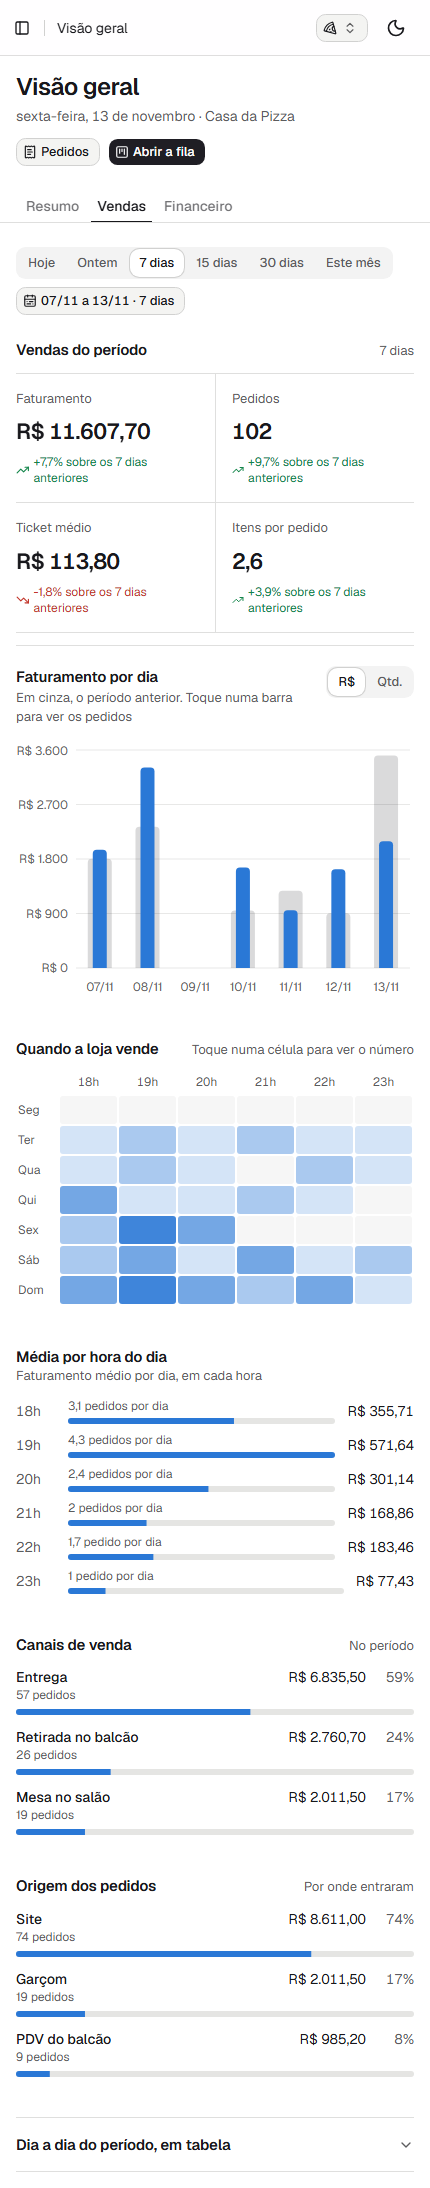 Visão geral
Visão geral
sexta-feira, 13 de novembro · Casa da Pizza
Pedidos
Abrir a fila
Resumo
Vendas
Financeiro
Hoje
Ontem
7 dias
15 dias
30 dias
Este mês
07/11 a 13/11 · 7 dias
Vendas do período
7 dias
Faturamento
R$ 11.607,70
+7,7% sobre os 7 dias
anteriores
Pedidos
102
+9,7% sobre os 7 dias
anteriores
Ticket médio
R$ 113,80
-1,8% sobre os 7 dias
anteriores
Itens por pedido
2,6
+3,9% sobre os 7 dias
anteriores
Faturamento por dia
Em cinza, o período anterior. Toque numa barra
para ver os pedidos
R$
Qtd.
R$ 3.600
R$ 2.700
R$ 1.800
R$ 900
R$ 0
07/11
08/11
09/11
10/11
11/11
12/11
13/11
Quando a loja vende
Toque numa célula para ver o número
18h
19h
20h
21h
22h
23h
Seg
Ter
Qua
Qui
Sex
Sáb
Dom
Média por hora do dia
Faturamento médio por dia, em cada hora
18h
3,1 pedidos por dia
R$ 355,71
19h
4,3 pedidos por dia
R$ 571,64
20h
2,4 pedidos por dia
R$ 301,14
21h
2 pedidos por dia
R$ 168,86
22h
1,7 pedido por dia
R$ 183,46
23h
1 pedido por dia
R$ 77,43
Canais de venda
No período
Entrega
R$ 6.835,50
59%
57 pedidos
Retirada no balcão
R$ 2.760,70
24%
26 pedidos
Mesa no salão
R$ 2.011,50
17%
19 pedidos
Origem dos pedidos
Por onde entraram
Site
R$ 8.611,00
74%
74 pedidos
Garçom
R$ 2.011,50
17%
19 pedidos
PDV do balcão
R$ 985,20
8%
9 pedidos
Dia a dia do período, em tabela